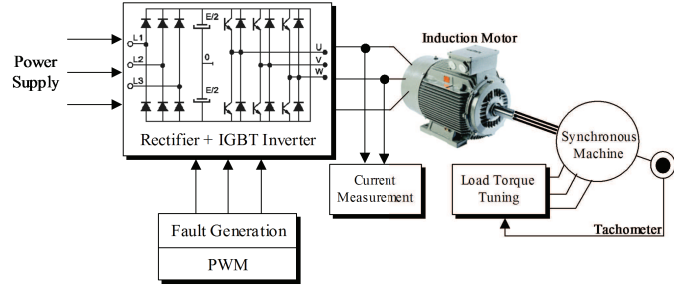 Power
Supply
L1
L2
L3
E/2
0
E/2
U
V
W
Rectifier + IGBT Inverter
Fault Generation
PWM
Current
Measurement
Induction Motor
Load Torque
Tuning
Synchronous
Machine
Tachometer